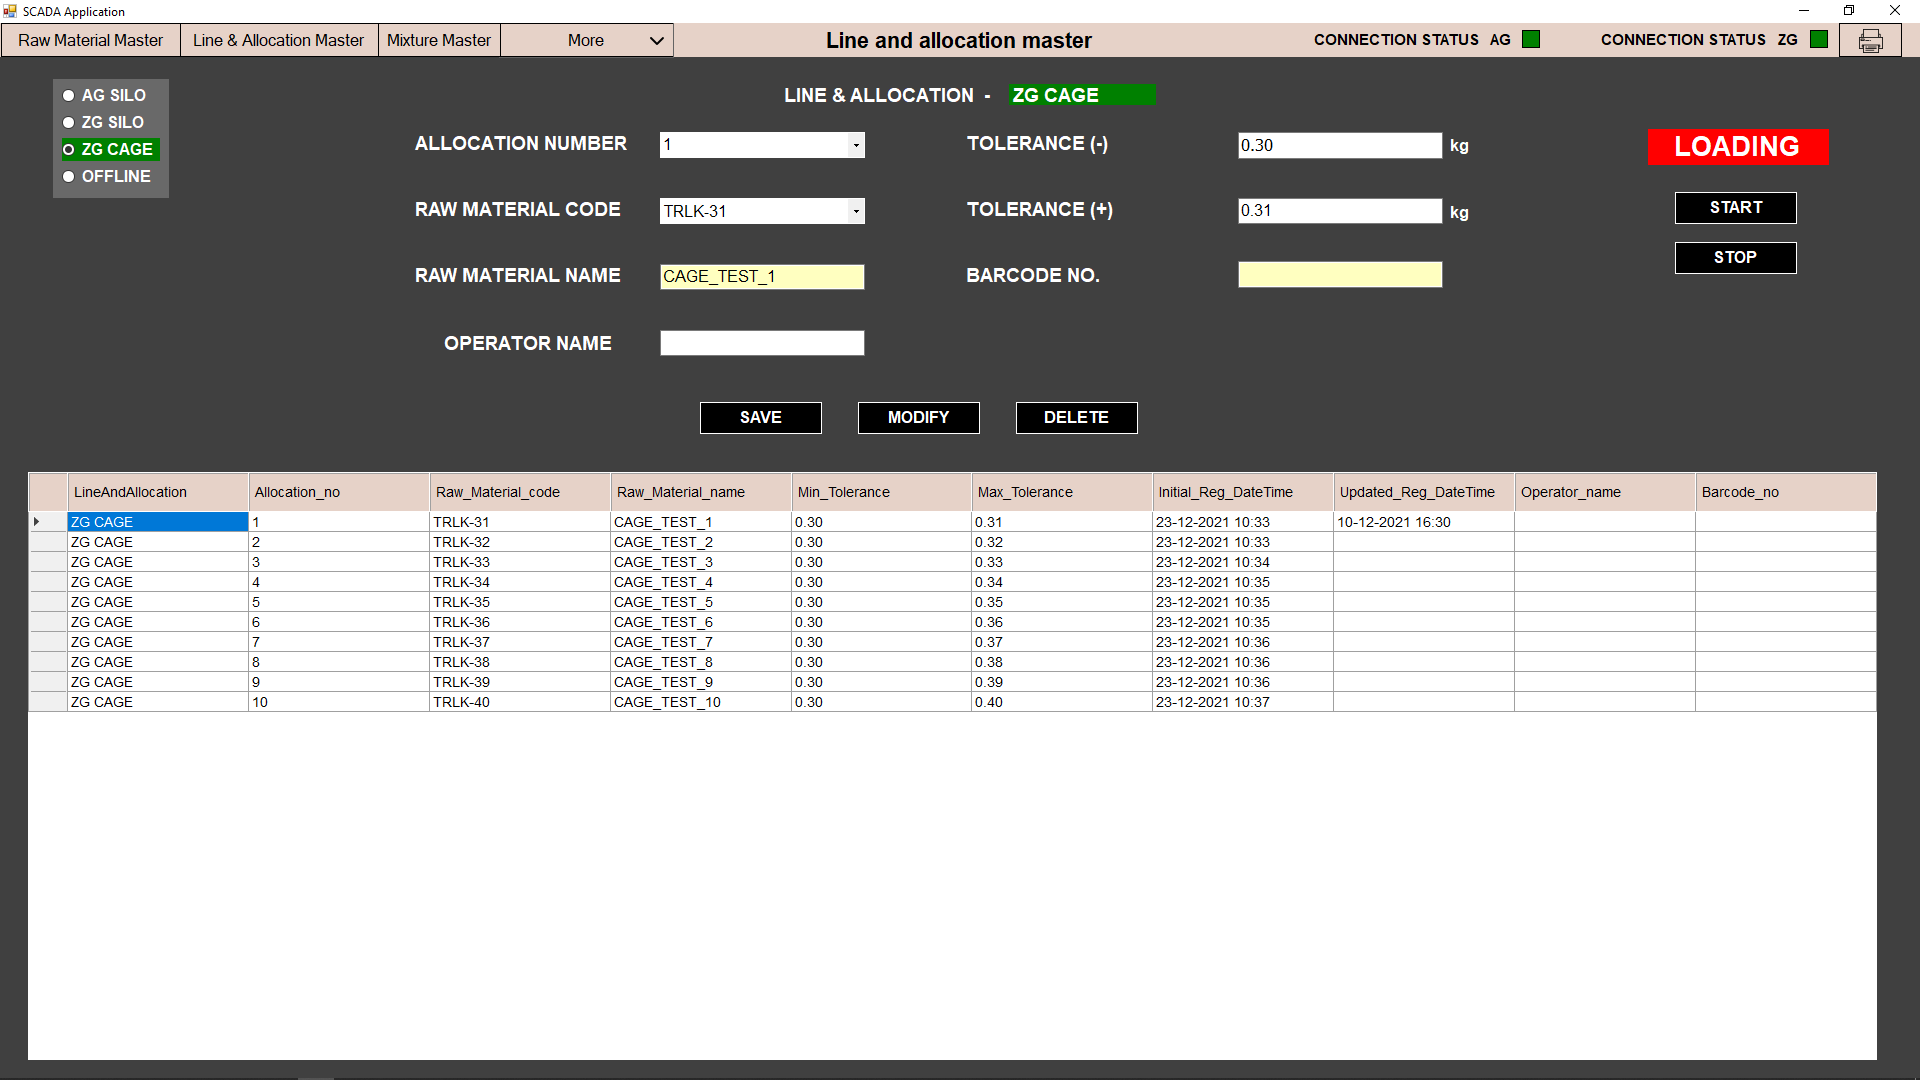 SCADA Application
Raw Material Master Line & Allocation Master Mixture Master More Line and allocation master CONNECTION STATUS AG CONNECTION STATUS ZG
AG SILO
ZG SILO
ZG CAGE
OFFLINE
LINE & ALLOCATION - ZG CAGE
ALLOCATION NUMBER 1 TOLERANCE (-) 0.30 kg
RAW MATERIAL CODE TRLK-31 TOLERANCE (+) 0.31 kg
RAW MATERIAL NAME CAGE_TEST_1 BARCODE NO.
OPERATOR NAME
LOADING
START
STOP
SAVE MODIFY DELETE
LineAndAllocation Allocation_no Raw_Material_code Raw_Material_name Min_Tolerance Max_Tolerance Initial_Reg_DateTime Updated_Reg_DateTime Operator_name Barcode_no
ZG CAGE 1 TRLK-31 CAGE_TEST_1 0.30 0.31 23-12-2021 10:33 10-12-2021 16:30
ZG CAGE 2 TRLK-32 CAGE_TEST_2 0.30 0.32 23-12-2021 10:33
ZG CAGE 3 TRLK-33 CAGE_TEST_3 0.30 0.33 23-12-2021 10:34
ZG CAGE 4 TRLK-34 CAGE_TEST_4 0.30 0.34 23-12-2021 10:35
ZG CAGE 5 TRLK-35 CAGE_TEST_5 0.30 0.35 23-12-2021 10:35
ZG CAGE 6 TRLK-36 CAGE_TEST_6 0.30 0.36 23-12-2021 10:35
ZG CAGE 7 TRLK-37 CAGE_TEST_7 0.30 0.37 23-12-2021 10:36
ZG CAGE 8 TRLK-38 CAGE_TEST_8 0.30 0.38 23-12-2021 10:36
ZG CAGE 9 TRLK-39 CAGE_TEST_9 0.30 0.39 23-12-2021 10:36
ZG CAGE 10 TRLK-40 CAGE_TEST_10 0.30 0.40 23-12-2021 10:37